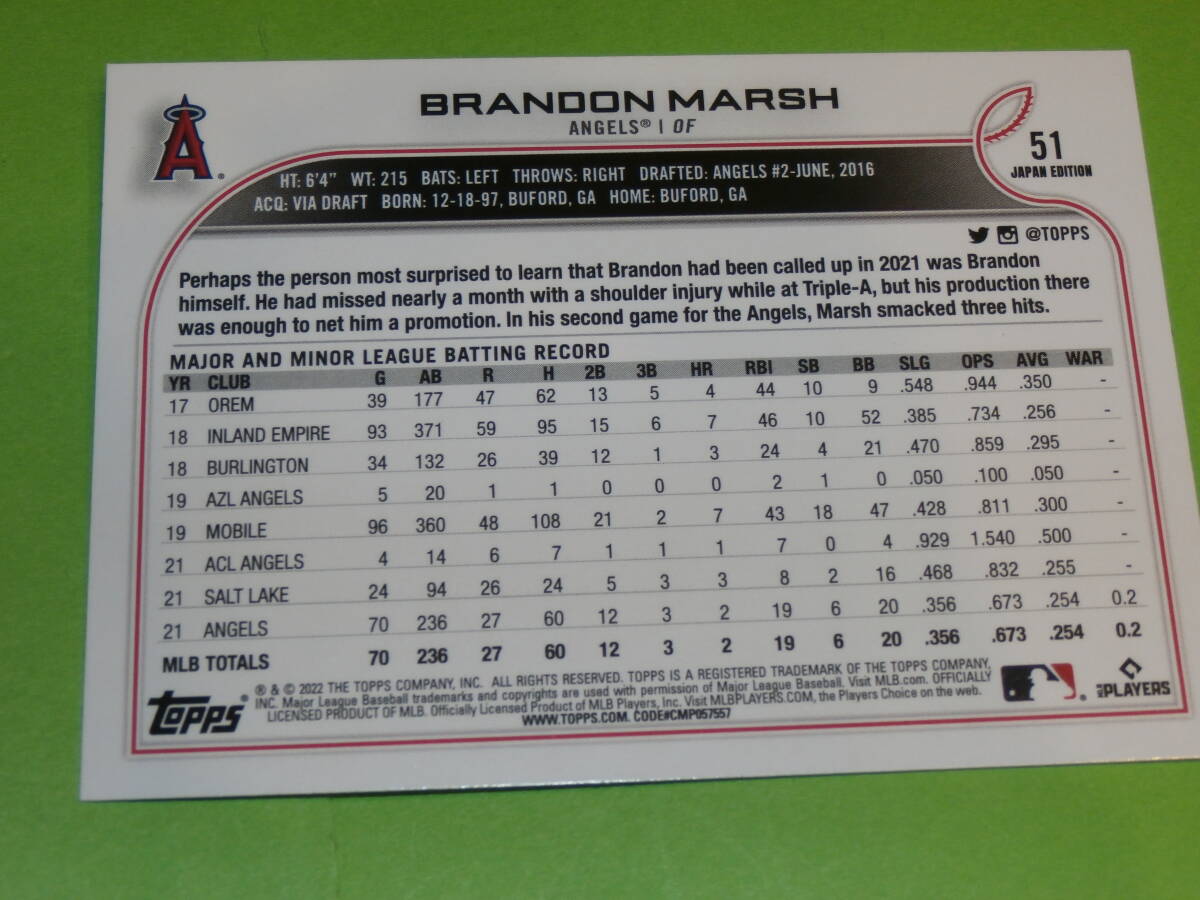 A
BRANDON MARSH
ANGELS® | OF
51
JAPAN EDITION
HT: 6'4" WT: 215 BATS: LEFT THROWS: RIGHT DRAFTED: ANGELS #2-JUNE, 2016
ACQ: VIA DRAFT BORN: 12-18-97, BUFORD, GA HOME: BUFORD, GA
@TOPPS
Perhaps the person most surprised to learn that Brandon had been called up in 2021 was Brandon
himself. He had missed nearly a month with a shoulder injury while at Triple-A, but his production there
was enough to net him a promotion. In his second game for the Angels, Marsh smacked three hits.
MAJOR AND MINOR LEAGUE BATTING RECORD
YR CLUB G AB R H 2B 3B HR RBI SB BB SLG OPS AVG WAR
17 OREM 39 177 47 62 13 5 4 44 10 9 .548 .944 .350 -
18 INLAND EMPIRE 93 371 59 95 15 6 7 46 10 52 .385 .734 .256 -
18 BURLINGTON 34 132 26 39 12 1 3 24 4 21 .470 .859 .295 -
19 AZL ANGELS 5 20 1 1 0 0 0 2 1 0 .050 .100 .050 -
19 MOBILE 96 360 48 108 21 2 7 43 18 47 .428 .811 .300 -
21 ACL ANGELS 4 14 6 7 1 1 1 7 0 4 .929 1.540 .500 -
21 SALT LAKE 24 94 26 24 5 3 3 8 2 16 .468 .832 .255 -
21 ANGELS 70 236 27 60 12 3 2 19 6 20 .356 .673 .254 0.2
MLB TOTALS 70 236 27 60 12 3 2 19 6 20 .356 .673 .254 0.2
topps®
® & © 2022 THE TOPPS COMPANY, INC. ALL RIGHTS RESERVED. TOPPS IS A REGISTERED TRADEMARK OF THE TOPPS COMPANY,
INC. Major League Baseball trademarks and copyrights are used with permission of Major League Baseball. Visit MLB.com. OFFICIALLY
LICENSED PRODUCT OF MLB. Officially Licensed Product of MLB Players, Inc. Visit MLBPLAYERS.COM, the Players Choice on the web.
WWW.TOPPS.COM. CODE#CMP057557
MLB PLAYERS